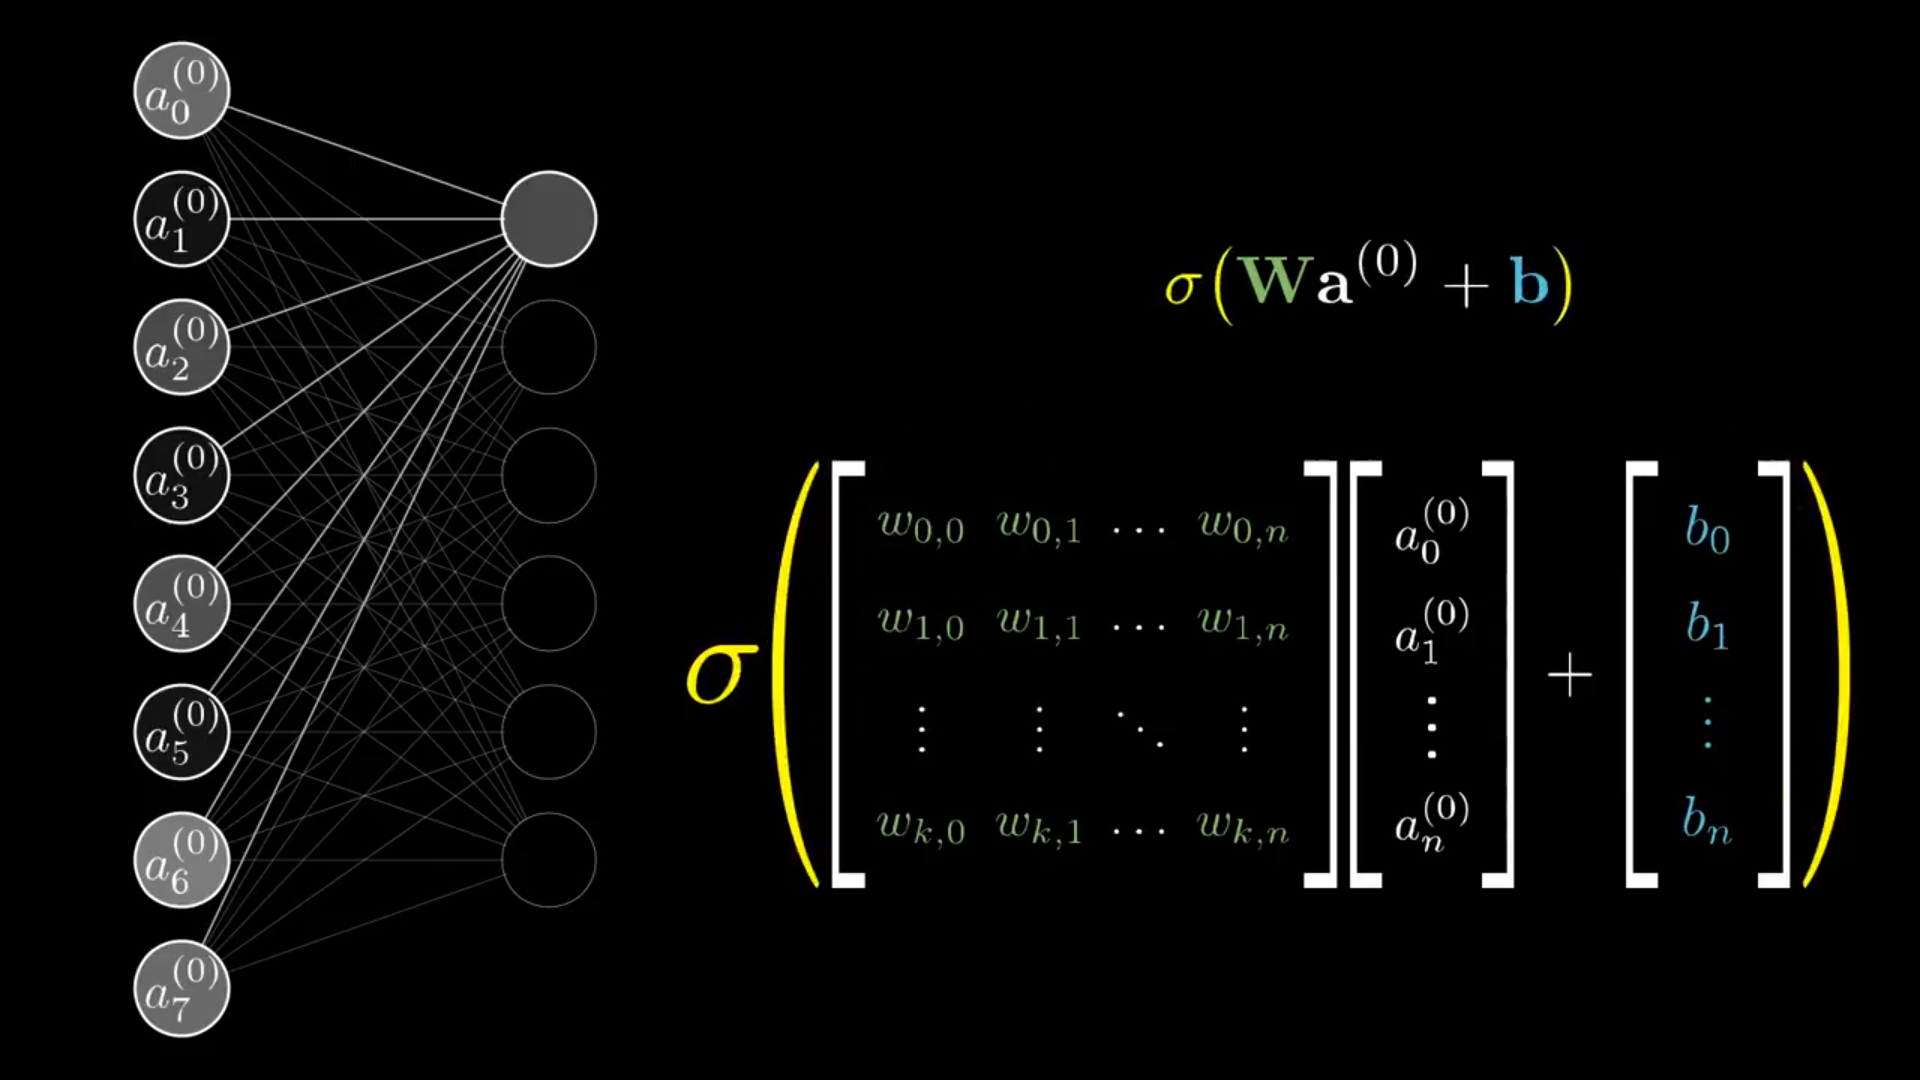 a_0^{(0)}
a_1^{(0)}
a_2^{(0)}
a_3^{(0)}
a_4^{(0)}
a_5^{(0)}
a_6^{(0)}
a_7^{(0)}
σ(Wa^{(0)} + b)
σ( [ w_{0,0} w_{0,1} … w_{0,n} ] [ a_0^{(0)} ] + [ b_0 ] )
w_{1,0} w_{1,1} … w_{1,n} a_1^{(0)} b_1
⋮ ⋮ ⋱ ⋮ ⋮ ⋮
w_{k,0} w_{k,1} … w_{k,n} a_n^{(0)} b_n